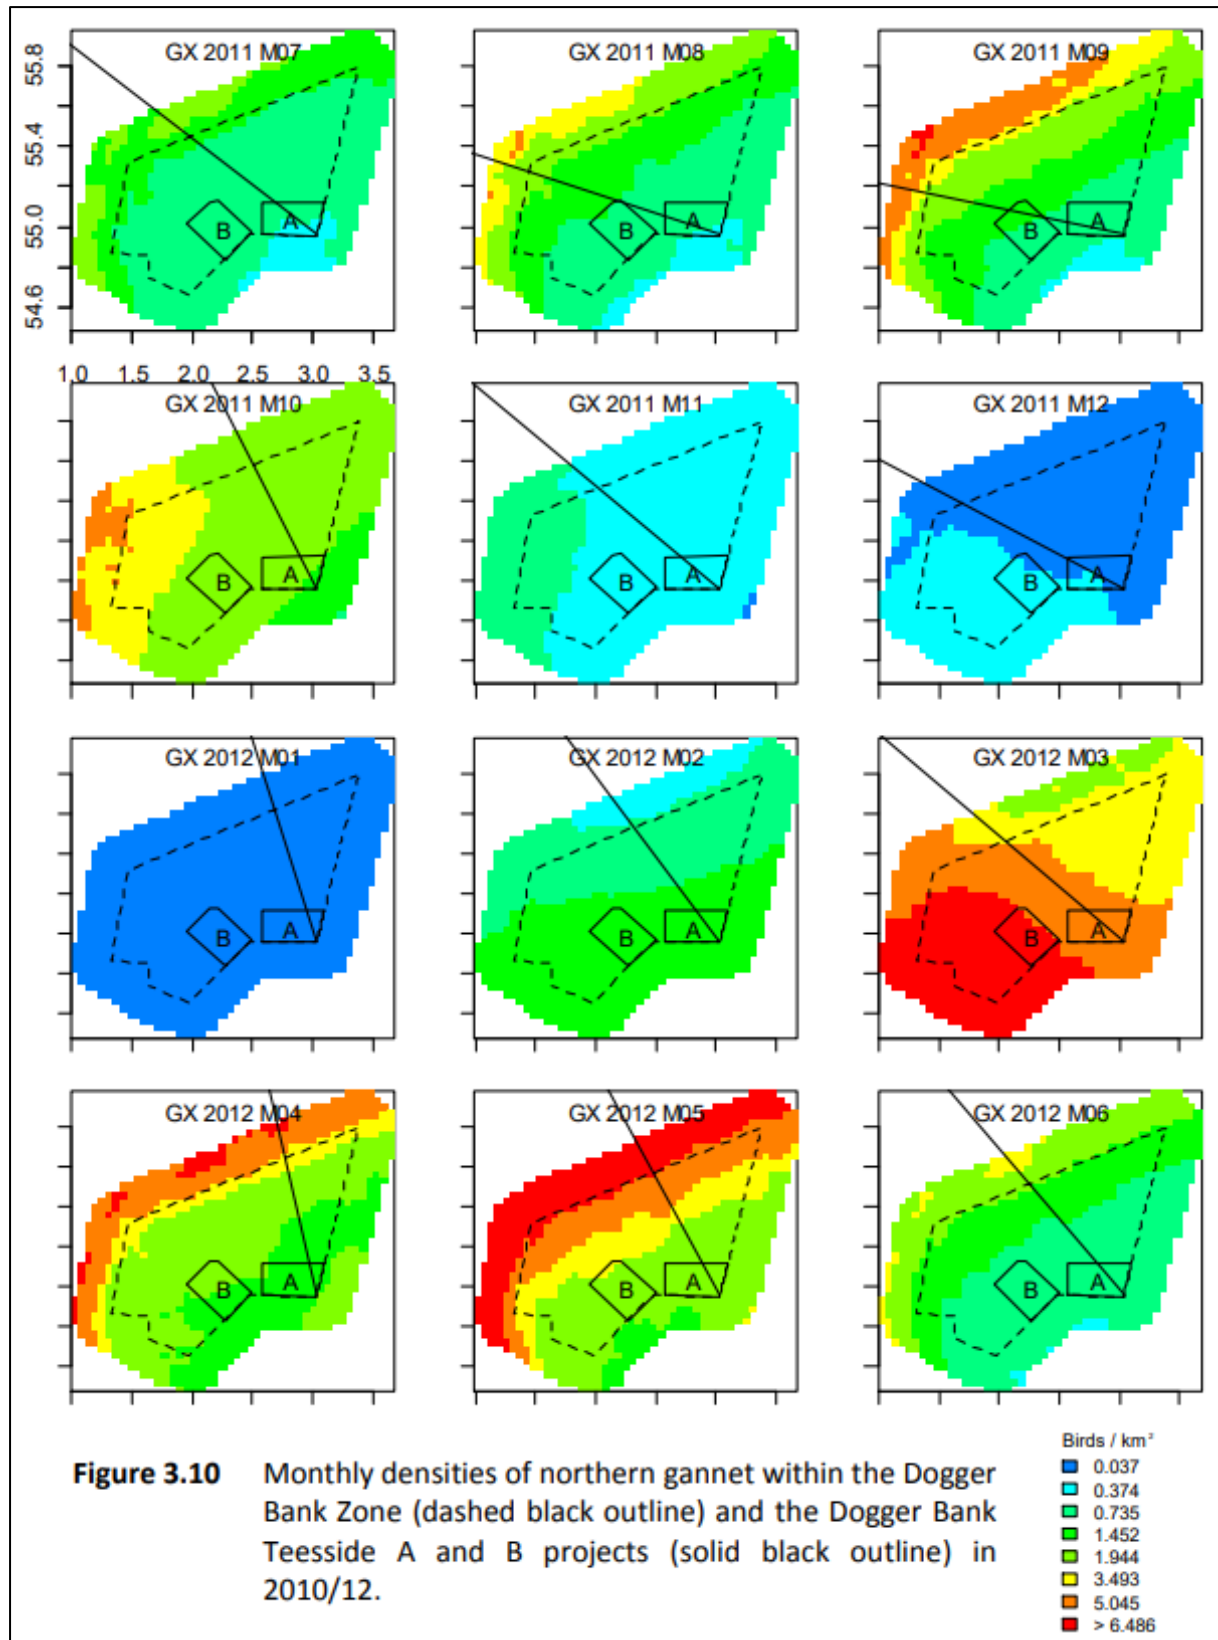 GX 2011 M07
GX 2011 M08
GX 2011 M09
55.8
55.4
55.0
54.6
A
B
A
B
A
B
1.0 1.5 2.0 2.5 3.0 3.5
GX 2011 M10
GX 2011 M11
GX 2011 M12
A
B
A
B
A
B
GX 2012 M01
GX 2012 M02
GX 2012 M03
A
B
A
B
A
B
GX 2012 M04
GX 2012 M05
GX 2012 M06
A
B
A
B
A
B
Figure 3.10 Monthly densities of northern gannet within the Dogger
Bank Zone (dashed black outline) and the Dogger Bank
Teesside A and B projects (solid black outline) in
2010/12.
Birds / km²
0.037
0.374
0.735
1.452
1.944
3.493
5.045
> 6.486